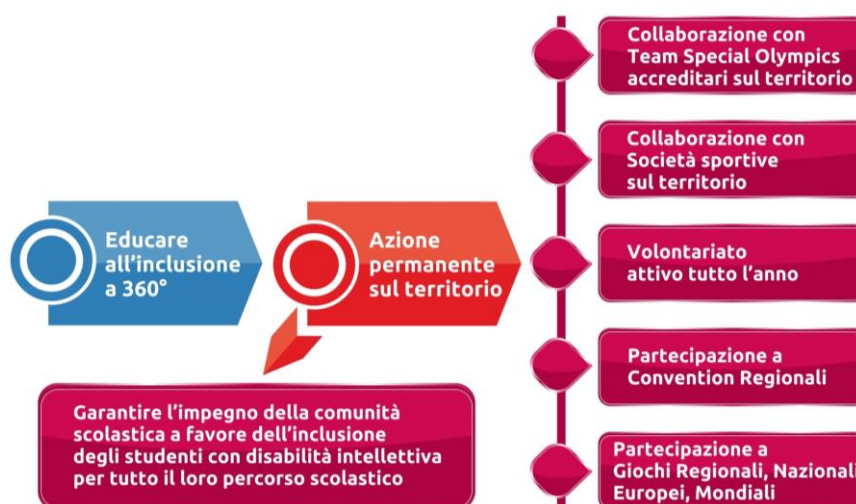 Educare
all'inclusione
a 360°
Azione
permanente
sul territorio
Garantire l'impegno della comunità
scolastica a favore dell'inclusione
degli studenti con disabilità intellettiva
per tutto il loro percorso scolastico
Collaborazione con
Team Special Olympics
accreditari sul territorio
Collaborazione con
Società sportive
sul territorio
Volontariato
attivo tutto l'anno
Partecipazione a
Convention Regionali
Partecipazione a
Giochi Regionali, Nazionali
Europei, Mondiali